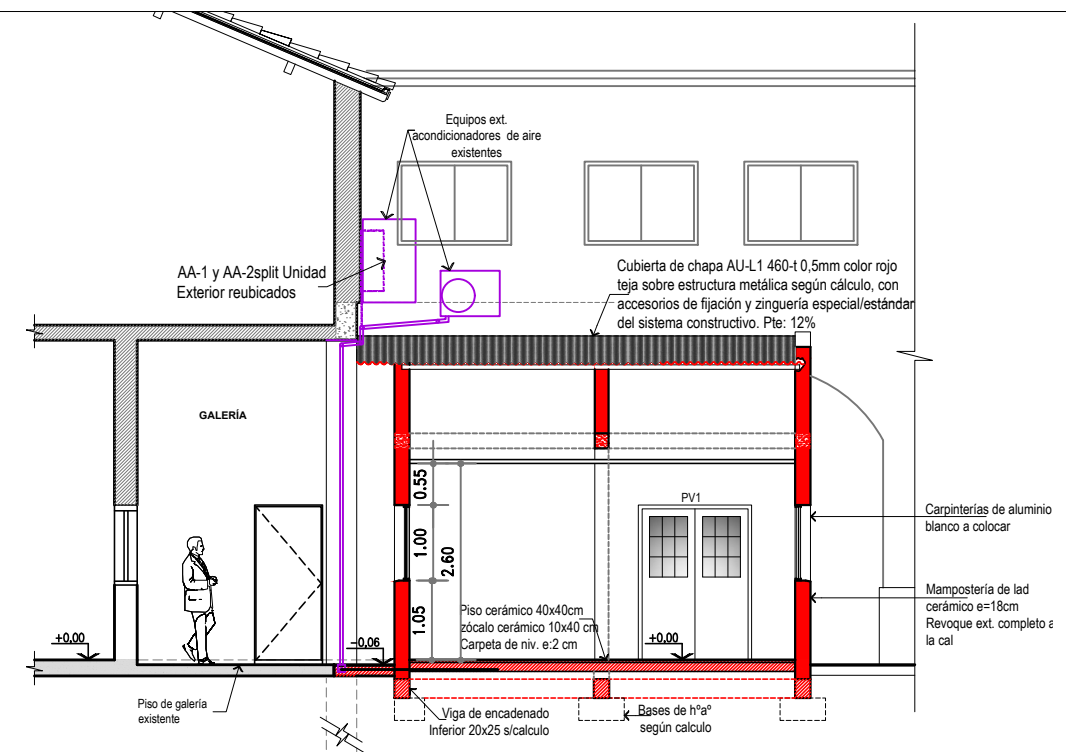 Equipos ext.
acondicionadores de aire
existentes
AA-1 y AA-2split Unidad
Exterior reubicados
Cubierta de chapa AU-L1 460-t 0,5mm color rojo
teja sobre estructura metálica según cálculo, con
accesorios de fijación y zinguería especial/estándar
del sistema constructivo. Pte: 12%
GALERÍA
0.55
1.00
2.60
1.05
PV1
Carpinterías de aluminio
blanco a colocar
Mampostería de lad
cerámico e=18cm
Revoque ext. completo a
la cal
Piso cerámico 40x40cm
zócalo cerámico 10x40 cm
Carpeta de niv. e:2 cm
+0,00
-0,06
+0,00
Piso de galería
existente
Viga de encadenado
Inferior 20x25 s/calculo
Bases de hºaº
según calculo